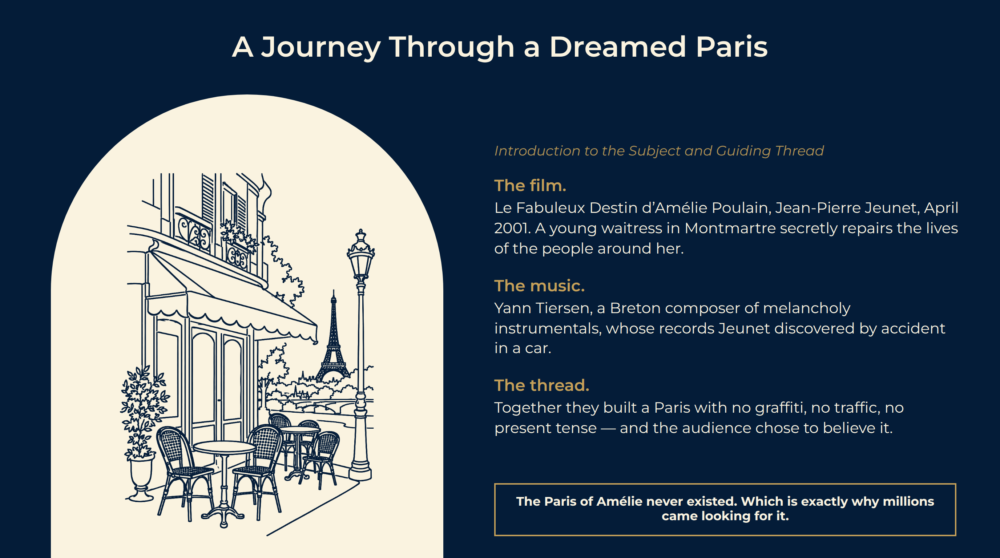 A Journey Through a Dreamed Paris
Introduction to the Subject and Guiding Thread
The film.
Le Fabuleux Destin d’Amélie Poulain, Jean-Pierre Jeunet, April
2001. A young waitress in Montmartre secretly repairs the lives
of the people around her.
The music.
Yann Tiersen, a Breton composer of melancholy
instrumentals, whose records Jeunet discovered by accident
in a car.
The thread.
Together they built a Paris with no graffiti, no traffic, no
present tense — and the audience chose to believe it.
The Paris of Amélie never existed. Which is exactly why millions
came looking for it.